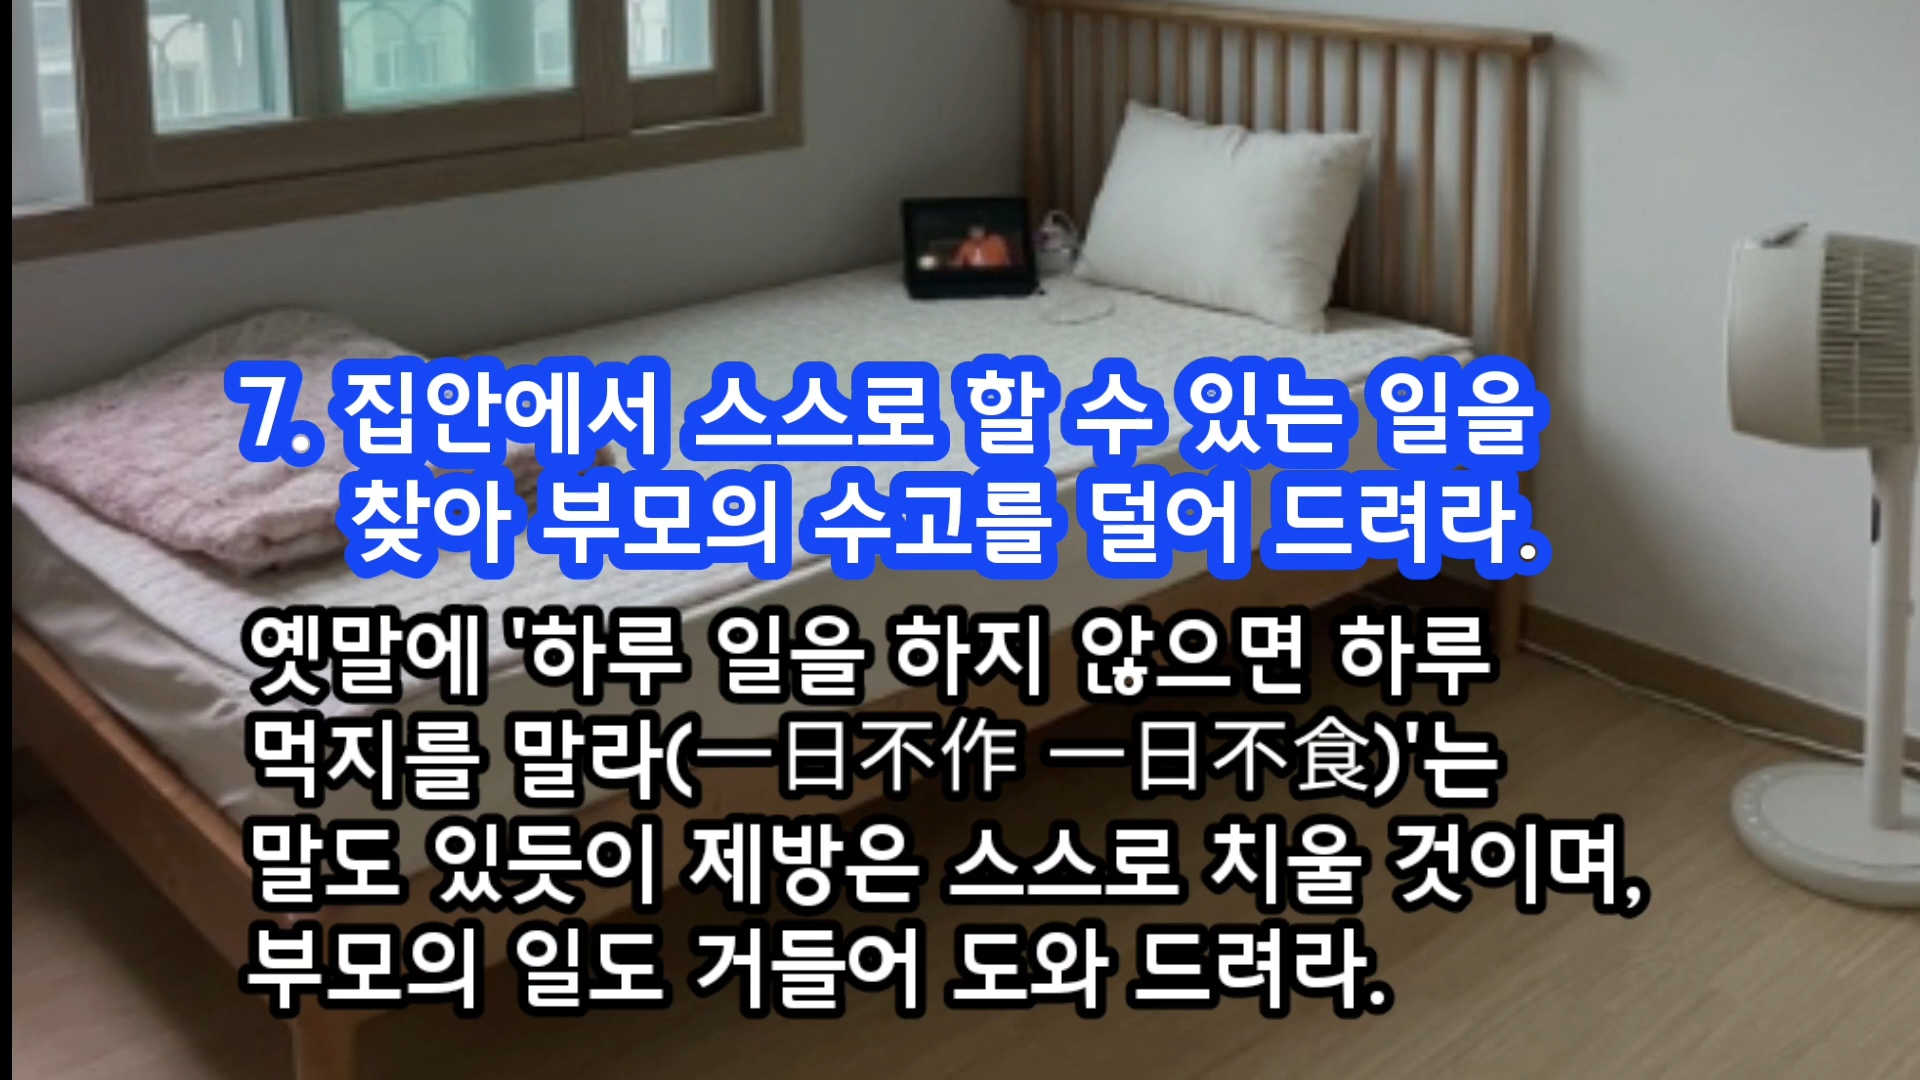 7. 집안에서 스스로 할 수 있는 일을
찾아 부모의 수고를 덜어 드려라.
옛말에 '하루 일을 하지 않으면 하루
먹지를 말라(一日不作 一日不食)'는
말도 있듯이 제방은 스스로 치울 것이며,
부모의 일도 거들어 도와 드려라.